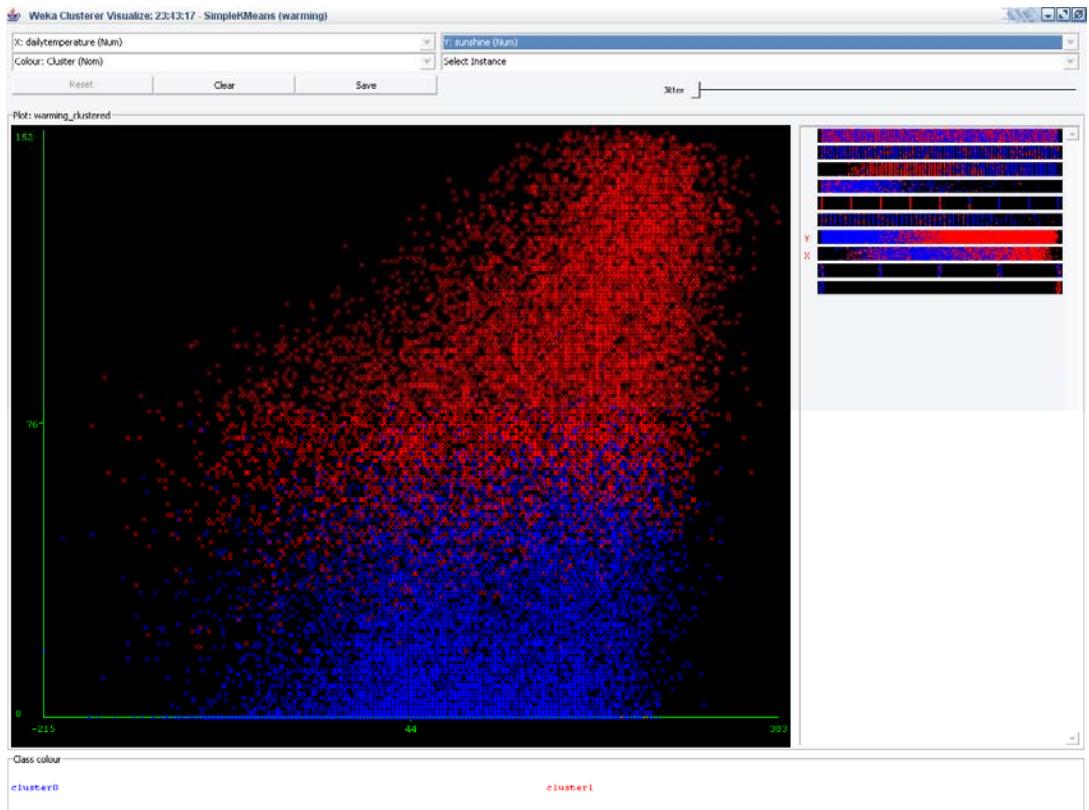 Weka Clusterer Visualize: 23:43:17 - SimpleKMeans (warming)
X: dailytemperature (Num)
Y: sunshine (Num)
Colour: Cluster (Nom)
Select Instance
Reset
Clear
Save
Jitter
Plot: warming_clustered
152
76
0
-215
44
303
Y
X
Class colour
cluster0
cluster1